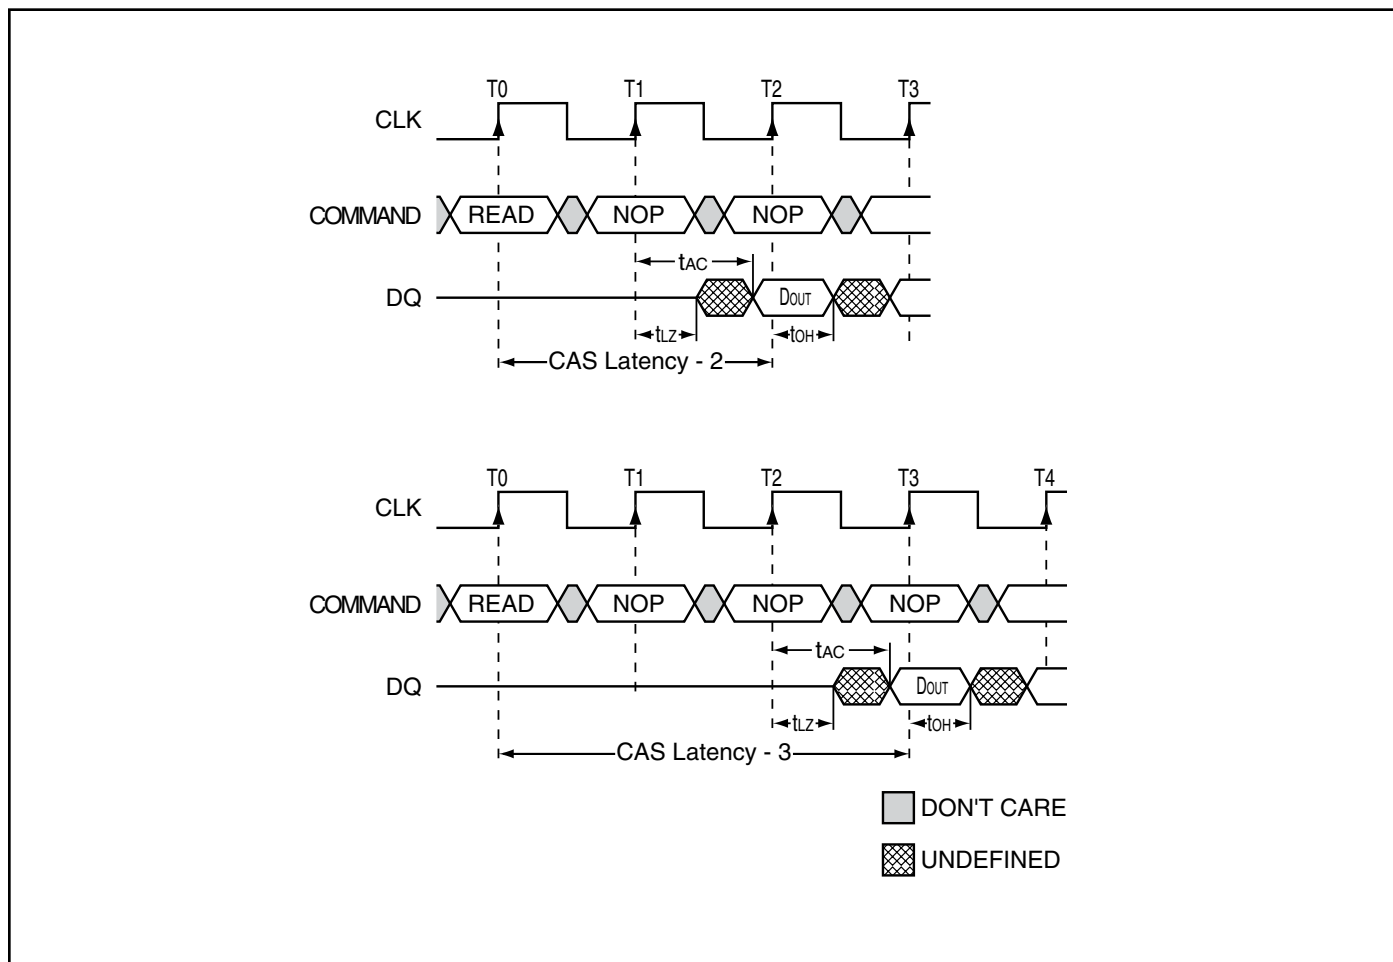 T0 T1 T2 T3
CLK
COMMAND READ NOP NOP
tAC
DQ DOUT
tLZ tOH
CAS Latency - 2
T0 T1 T2 T3 T4
CLK
COMMAND READ NOP NOP NOP
tAC
DQ DOUT
tLZ tOH
CAS Latency - 3
DON'T CARE
UNDEFINED